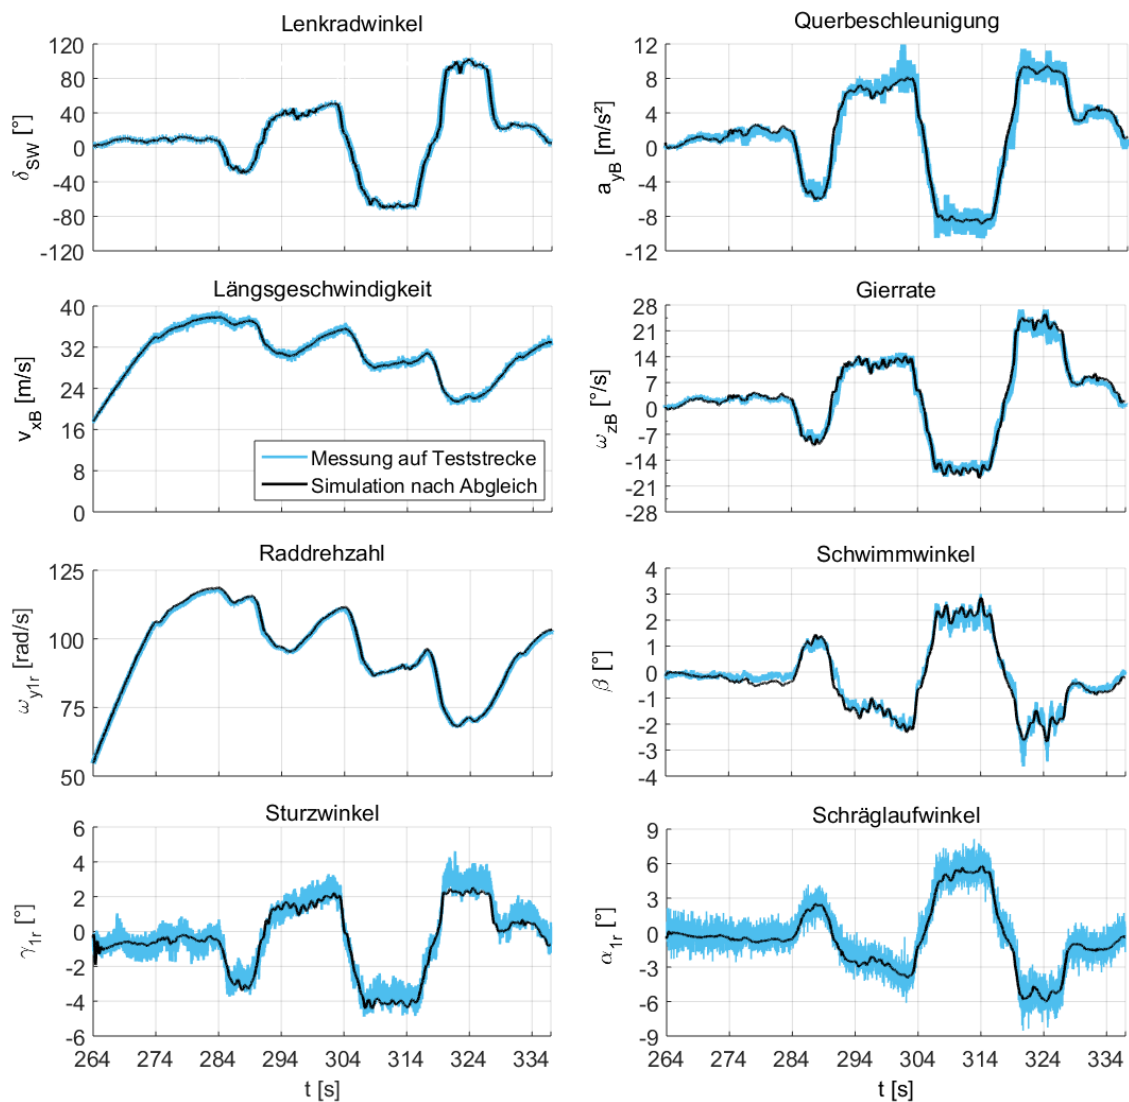 Lenkradwinkel
120
80
40
0
-40
-80
-120
δSW [°]
Querbeschleunigung
12
8
4
0
-4
-8
-12
ayB [m/s²]
Längsgeschwindigkeit
40
32
24
16
8
0
vxB [m/s]
Messung auf Teststrecke
Simulation nach Abgleich
Gierrate
28
21
14
7
0
-7
-14
-21
-28
ωzB [°/s]
Raddrehzahl
125
100
75
50
ωy1r [rad/s]
Schwimmwinkel
4
3
2
1
0
-1
-2
-3
-4
β [°]
Sturzwinkel
6
4
2
0
-2
-4
-6
γ1r [°]
264 274 284 294 304 314 324 334
t [s]
Schräglaufwinkel
9
6
3
0
-3
-6
-9
α1r [°]
264 274 284 294 304 314 324 334
t [s]